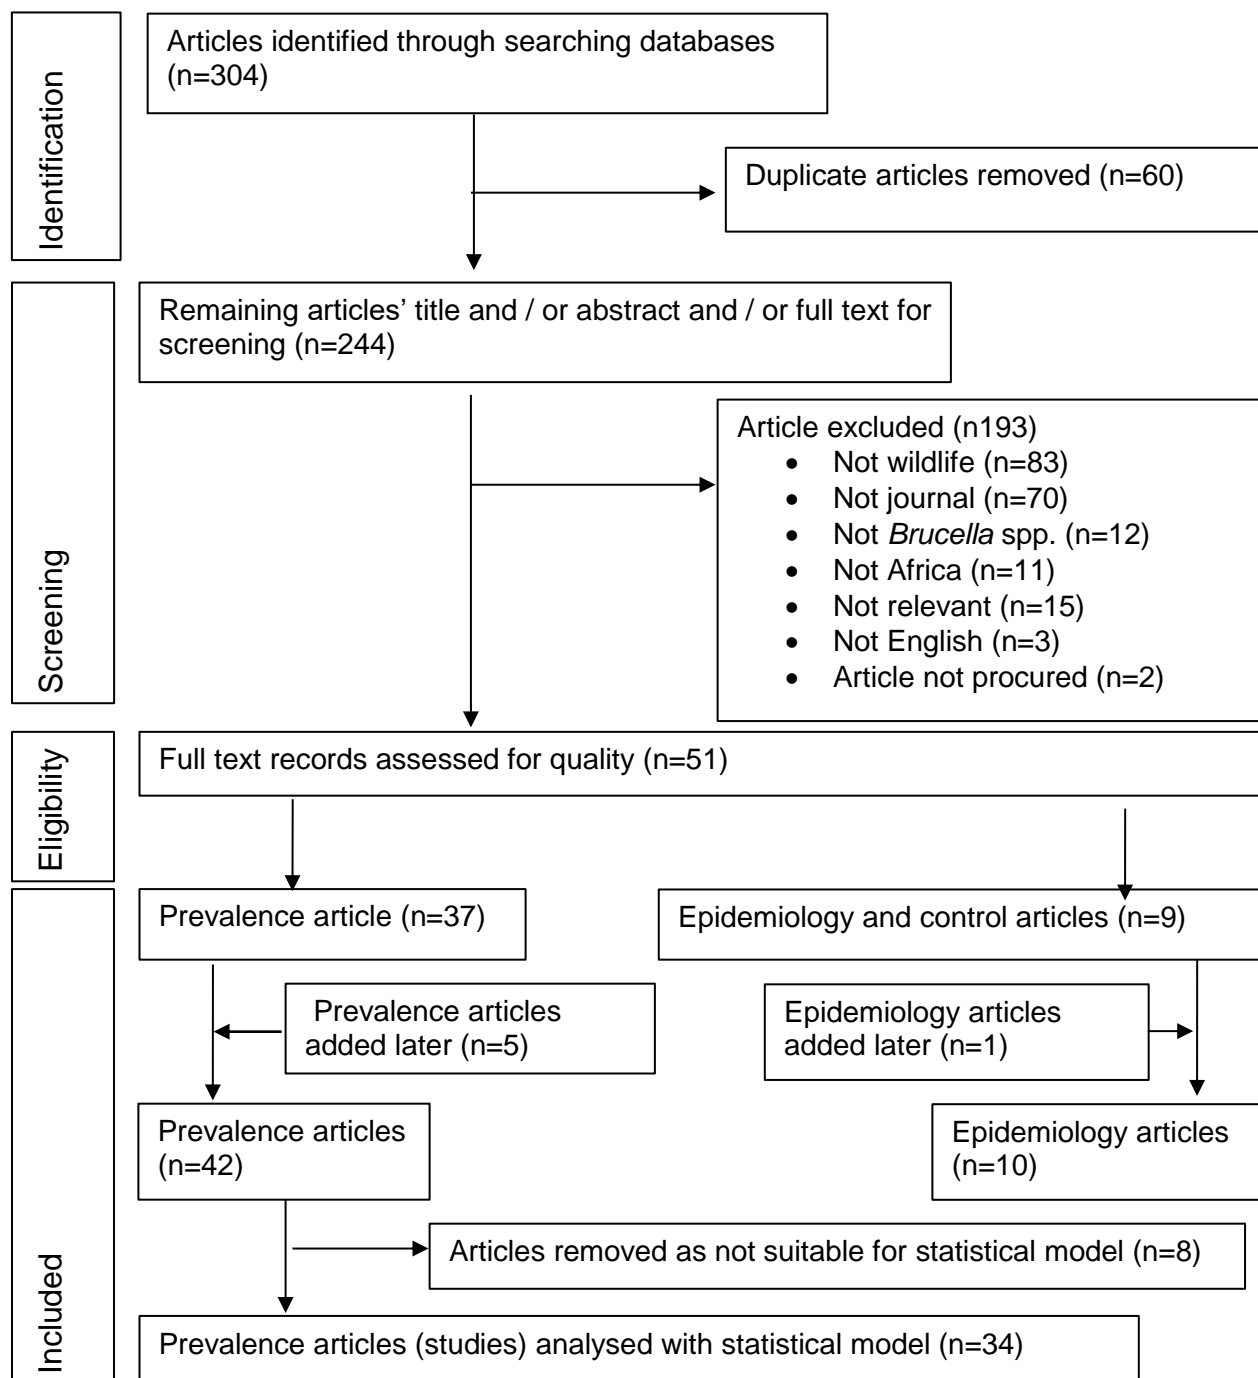 Identification
Articles identified through searching databases
(n=304)
Duplicate articles removed (n=60)
Screening
Remaining articles’ title and / or abstract and / or full text for
screening (n=244)
Article excluded (n193)
• Not wildlife (n=83)
• Not journal (n=70)
• Not Brucella spp. (n=12)
• Not Africa (n=11)
• Not relevant (n=15)
• Not English (n=3)
• Article not procured (n=2)
Eligibility
Full text records assessed for quality (n=51)
Included
Prevalence article (n=37)
Epidemiology and control articles (n=9)
Prevalence articles
added later (n=5)
Epidemiology articles
added later (n=1)
Prevalence articles
(n=42)
Epidemiology articles
(n=10)
Articles removed as not suitable for statistical model (n=8)
Prevalence articles (studies) analysed with statistical model (n=34)